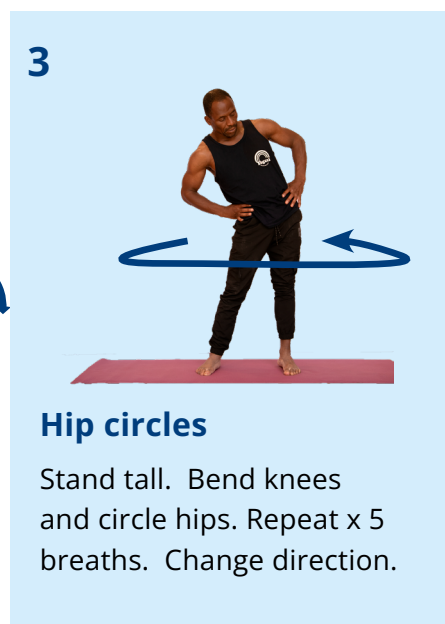 3
Hip circles
Stand tall.  Bend knees
and circle hips. Repeat x 5
breaths.  Change direction.